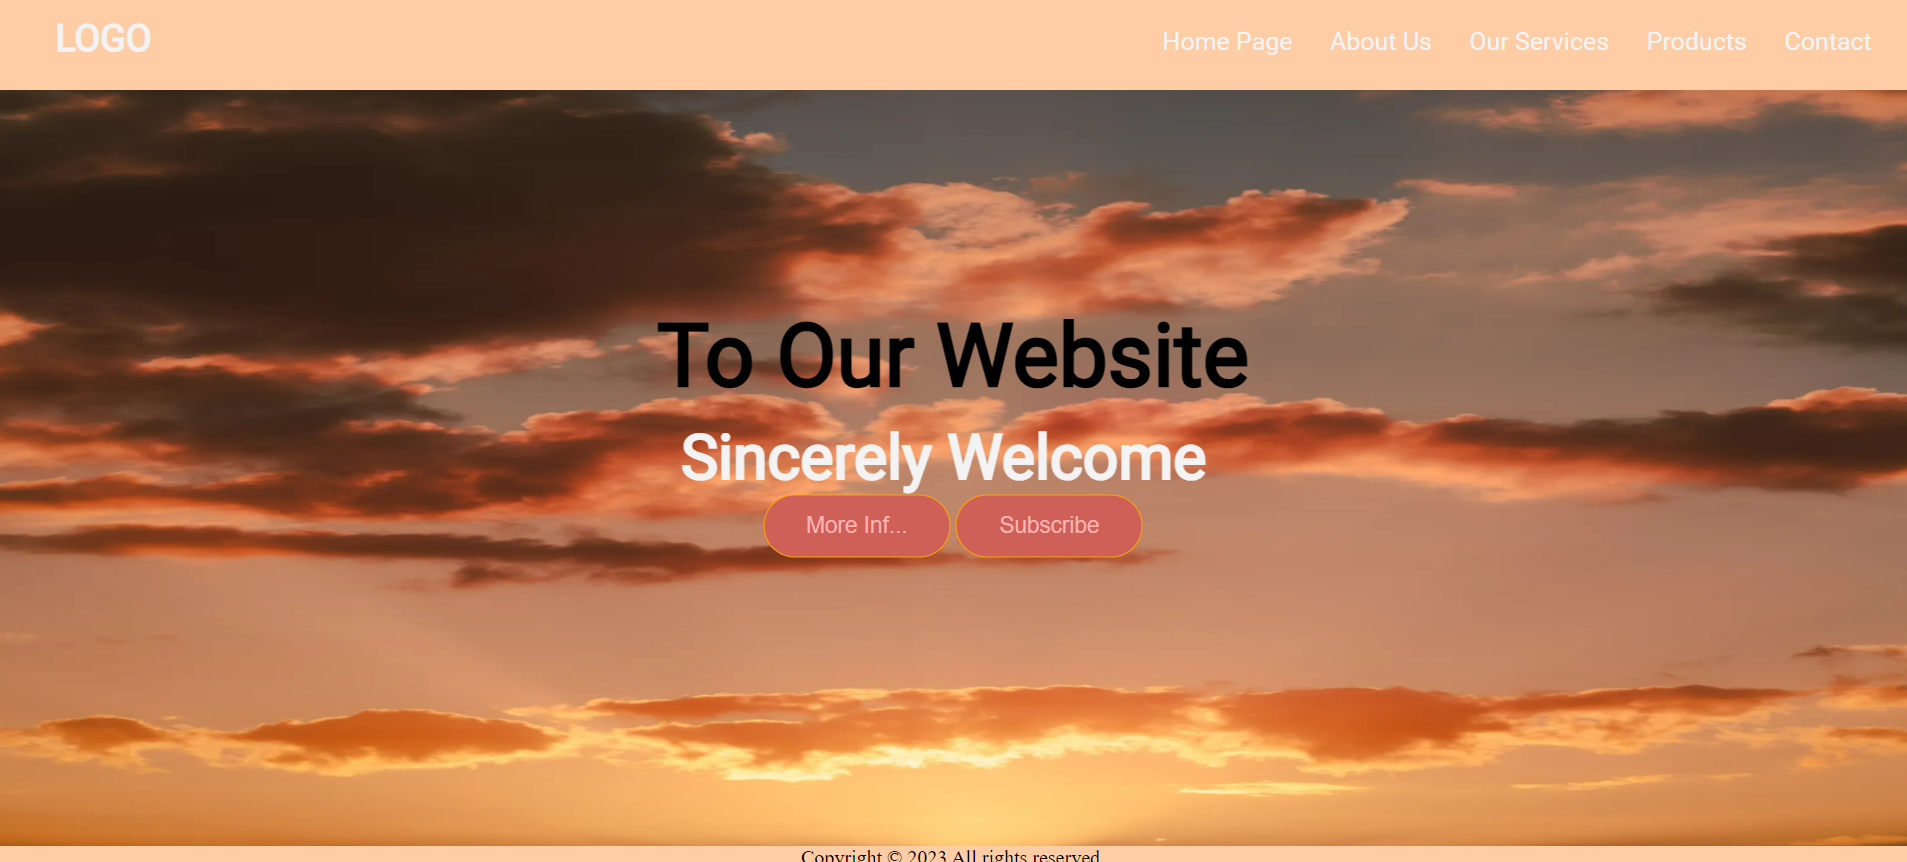 LOGO
Home Page About Us Our Services Products Contact
To Our Website
Sincerely Welcome
More Inf... Subscribe
Copyright © 2023 All rights reserved